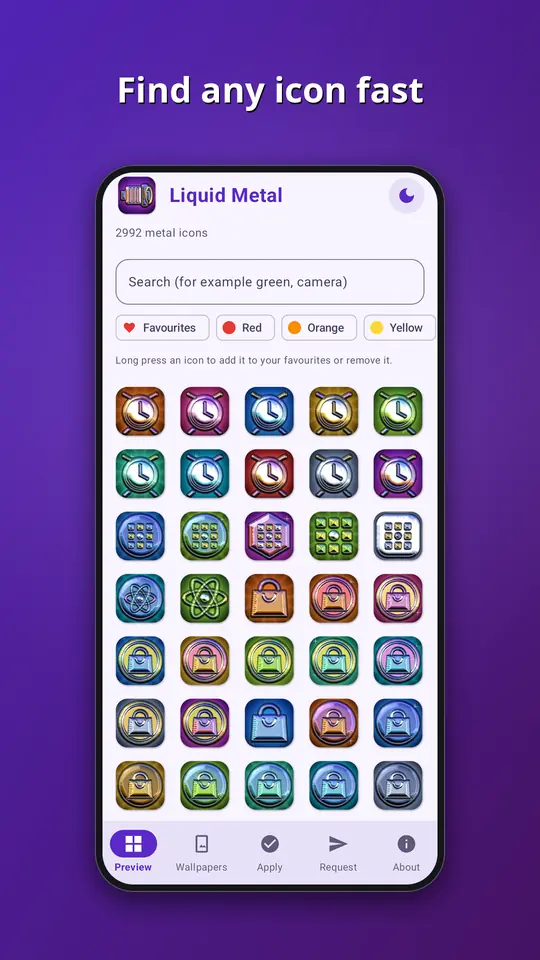 Find any icon fast
Liquid Metal
2992 metal icons
Search (for example green, camera)
Favourites Red Orange Yellow
Long press an icon to add it to your favourites or remove it.
Preview Wallpapers Apply Request About